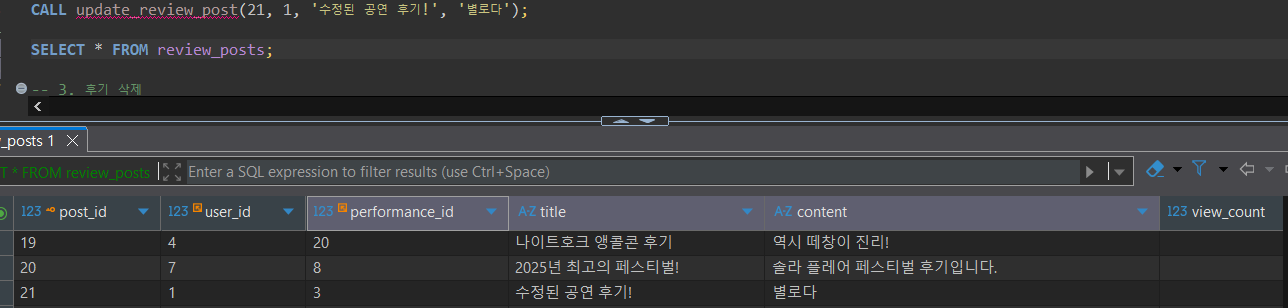 CALL update_review_post(21, 1, '수정된 공연 후기!', '별로다');
SELECT * FROM review_posts;
-- 3. 후기 삭제
_posts 1
T * FROM review_posts Enter a SQL expression to filter results (use Ctrl+Space)
123 post_id 123 user_id 123 performance_id A-Z title A-Z content 123 view_count
19 4 20 나이트호크 앵콜콘 후기 역시 떼창이 진리!
20 7 8 2025년 최고의 페스티벌! 솔라 플레어 페스티벌 후기입니다.
21 1 3 수정된 공연 후기! 별로다